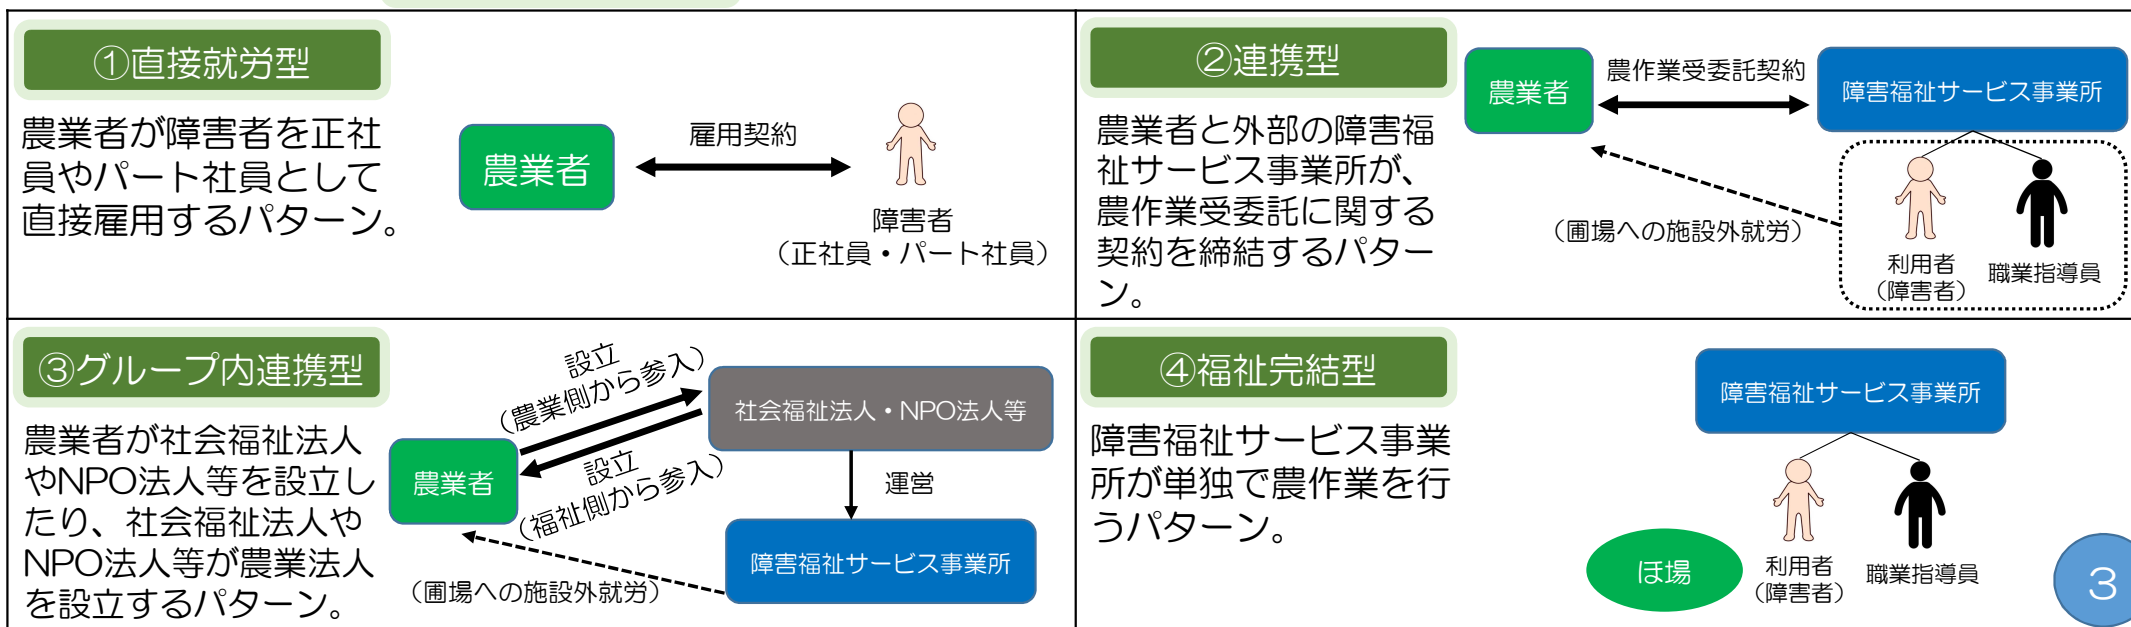 ①直接就労型
農業者が障害者を正社
員やパート社員として
直接雇用するパターン。
農業者
雇用契約
障害者
（正社員・パート社員）
②連携型
農業者と外部の障害福
祉サービス事業所が、
農作業受委託に関する
契約を締結するパター
ン。
農業者
農作業受委託契約
障害福祉サービス事業所
（圃場への施設外就労）
利用者
（障害者）
職業指導員
③グループ内連携型
農業者が社会福祉法人
やNPO法人等を設立し
たり、社会福祉法人や
NPO法人等が農業法人
を設立するパターン。
農業者
設立
（農業側から参入）
設立
（福祉側から参入）
社会福祉法人・NPO法人等
運営
障害福祉サービス事業所
（圃場への施設外就労）
④福祉完結型
障害福祉サービス事業
所が単独で農作業を行
うパターン。
障害福祉サービス事業所
ほ場
利用者
（障害者）
職業指導員
3